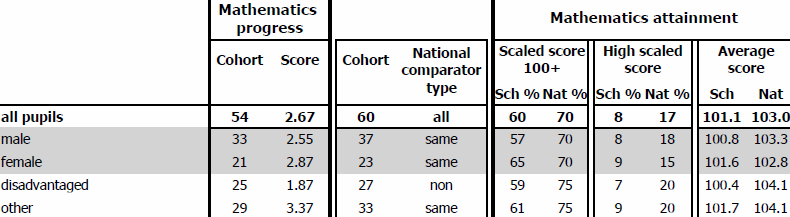 Mathematics progress Mathematics attainment
Cohort Score Cohort National comparator type Scaled score 100+ High scaled score Average score
Sch % Nat % Sch % Nat % Sch Nat
all pupils 54 2.67 60 all 60 70 8 17 101.1 103.0
male 33 2.55 37 same 57 70 8 18 100.8 103.3
female 21 2.87 23 same 65 70 9 15 101.6 102.8
disadvantaged 25 1.87 27 non 59 75 7 20 100.4 104.1
other 29 3.37 33 same 61 75 9 20 101.7 104.1